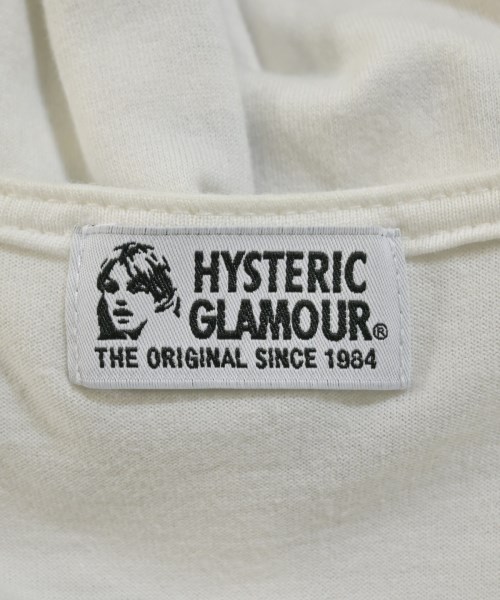 HYSTERIC
GLAMOUR®
THE ORIGINAL SINCE 1984